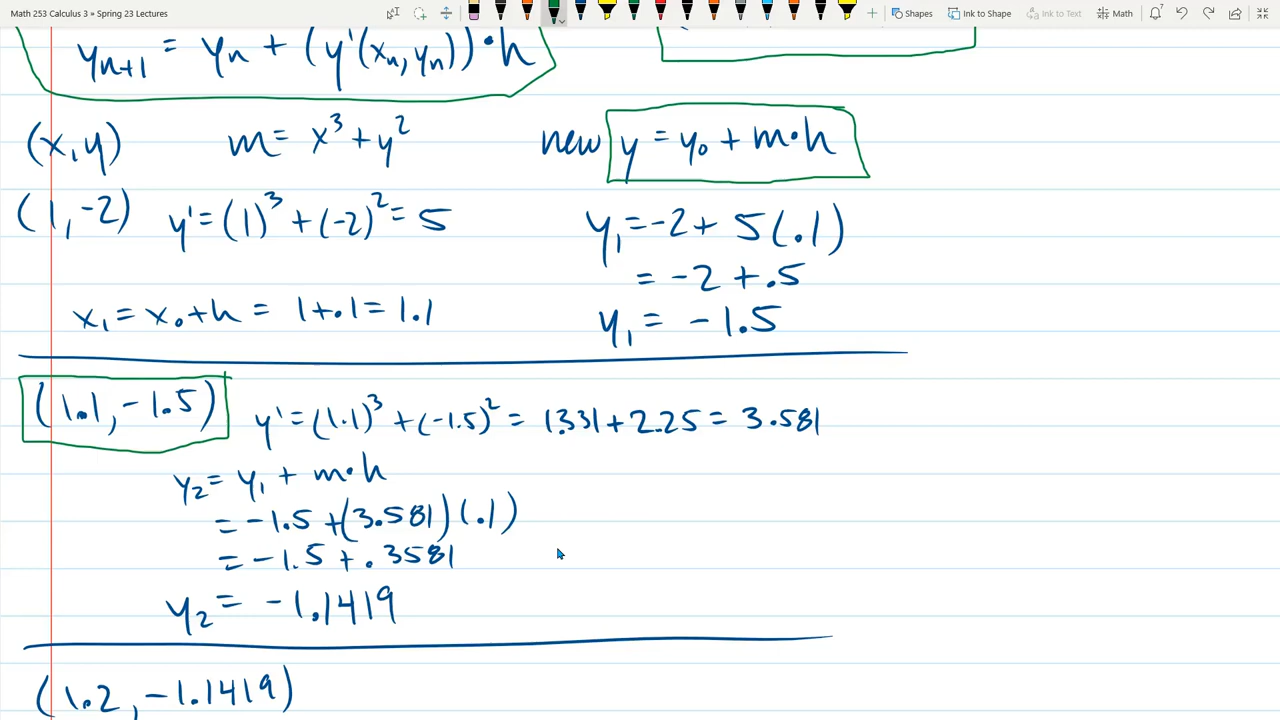 Math 253 Calculus 3 » Spring 23 Lectures
Shapes Ink to Shape Ink to Text Math
yn+1 = yn + (y'(xn, yn))·h
(x, y) m = x³ + y² new y = y₀ + m·h
(1, -2) y' = (1)³ + (-2)² = 5 y₁ = -2 + 5(.1)
= -2 + .5
x₁ = x₀ + h = 1 + .1 = 1.1 y₁ = -1.5
(1.1, -1.5) y' = (1.1)³ + (-1.5)² = 1.331 + 2.25 = 3.581
y₂ = y₁ + m·h
= -1.5 + (3.581)(.1)
= -1.5 + .3581
y₂ = -1.1419
(1.2, -1.1419)